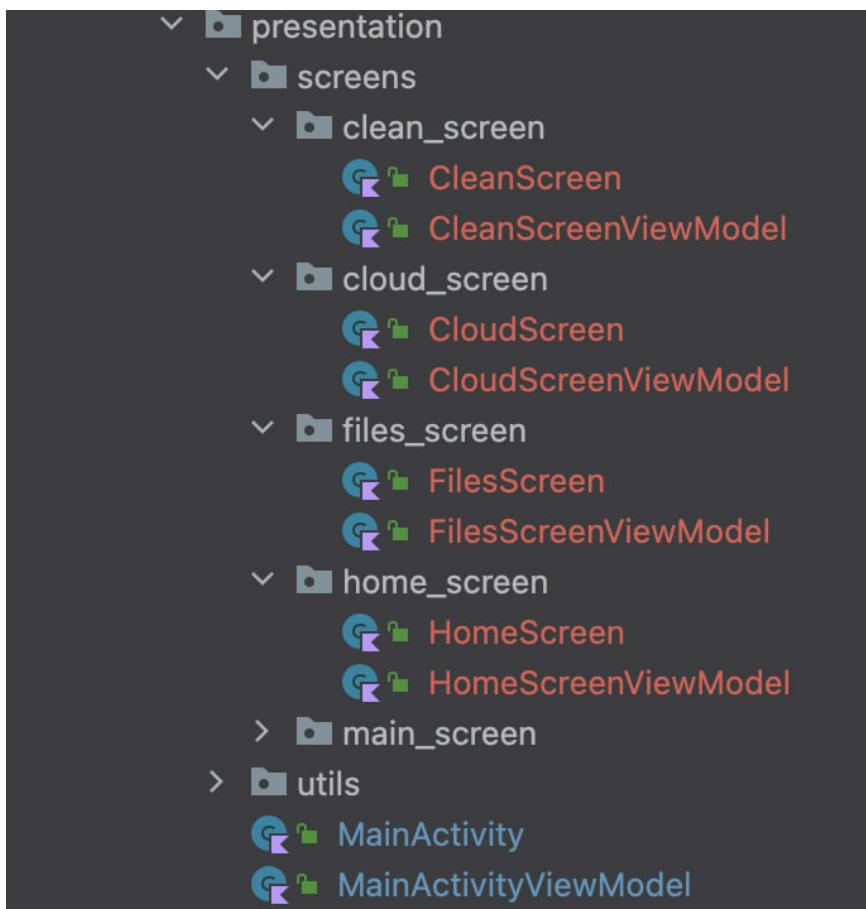 presentation
screens
clean_screen
CleanScreen
CleanScreenViewModel
cloud_screen
CloudScreen
CloudScreenViewModel
files_screen
FilesScreen
FilesScreenViewModel
home_screen
HomeScreen
HomeScreenViewModel
main_screen
utils
MainActivity
MainActivityViewModel